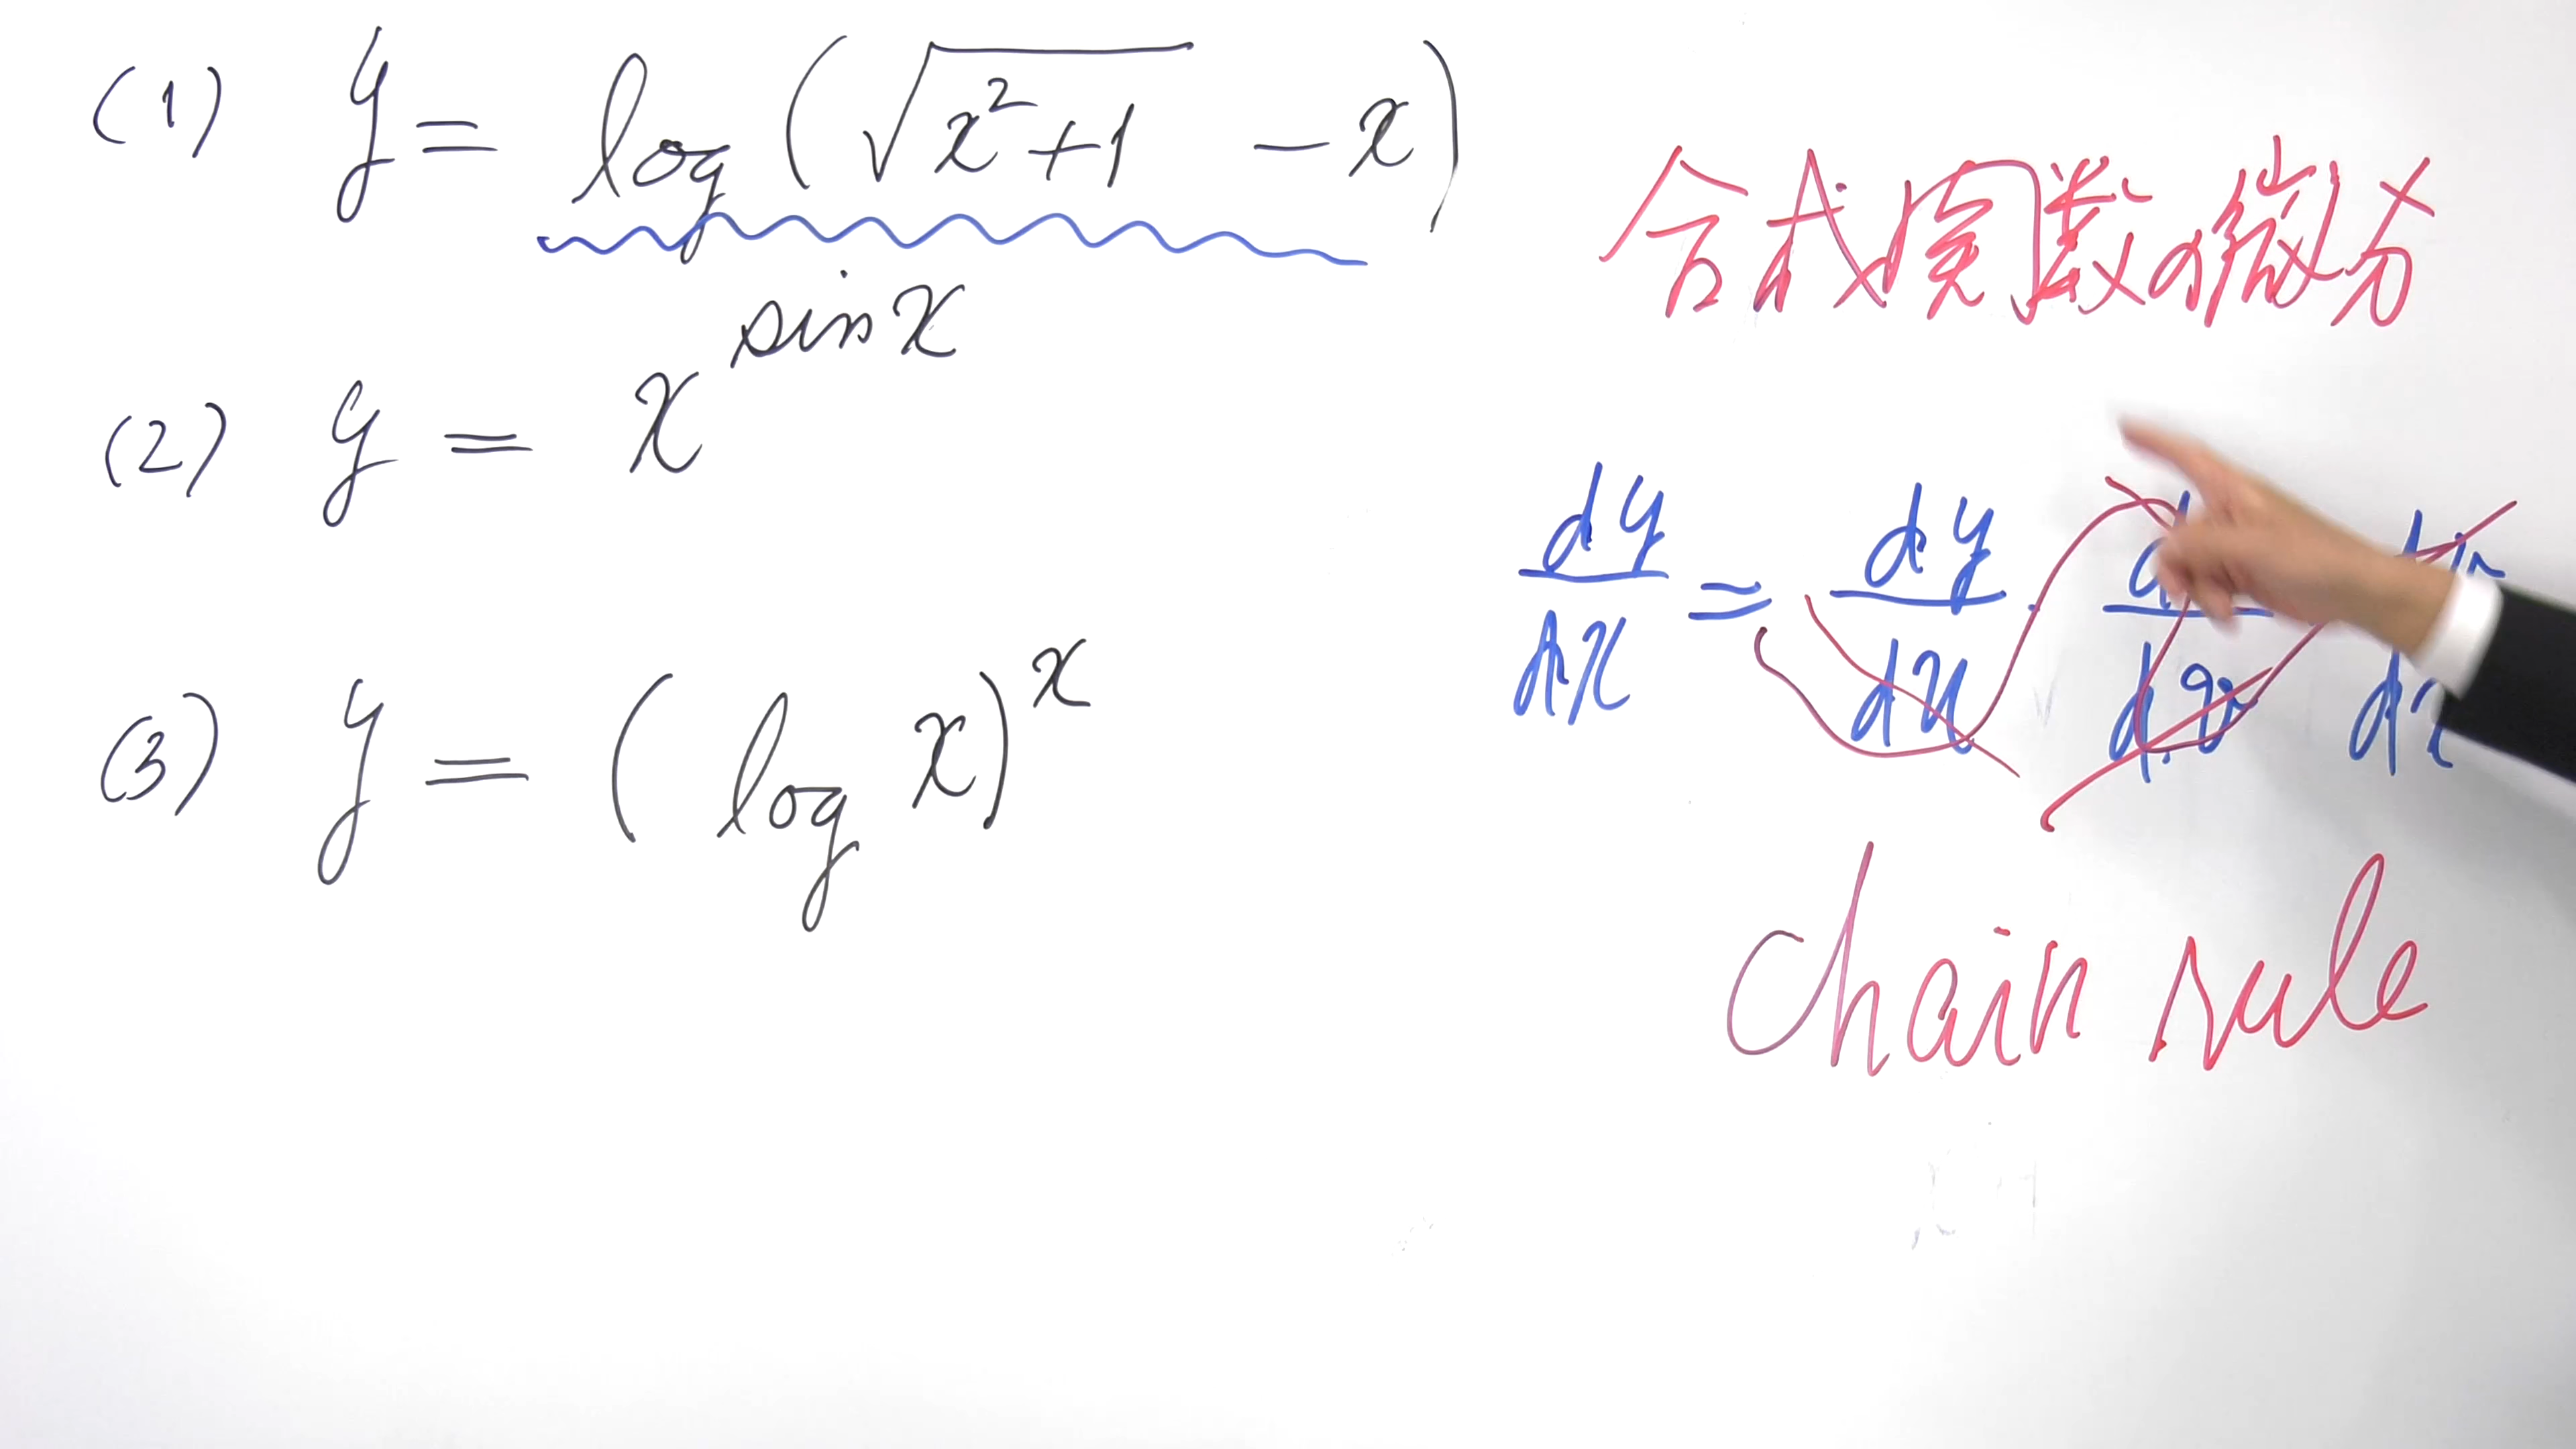 (1) y = log(√(x²+1) - x)
(2) y = x^sin x
(3) y = (log x)^x
合成関数の微分
dy/dx = dy/du ·
chain rule